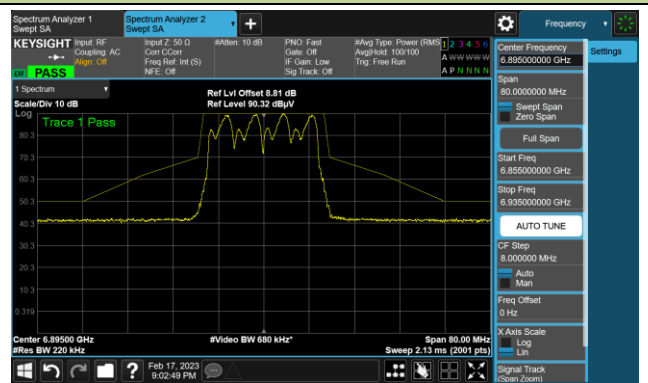 Spectrum Analyzer 1
Swept SA
Spectrum Analyzer 2
Swept SA
Frequency
KEYSIGHT
Input: RF
Coupling: AC
Align: Off
Input Z: 50 Ω
Corr CCorr
Freq Ref: Int (S)
NFE: Off
#Atten: 10 dB
PNO: Fast
Gate: Off
IF Gain: Low
Sig Track: Off
#Avg Type: Power (RMS)
Avg|Hold: 100/100
Trig: Free Run
1 2 3 4 5 6
A W W W W W
A P N N N N
PASS
1 Spectrum
Scale/Div 10 dB
Ref Lvl Offset 8.81 dB
Ref Level 90.32 dBµV
Log
Trace 1 Pass
80.3
70.3
60.3
50.3
40.3
30.3
20.3
10.3
0.319
Center 6.89500 GHz
#Res BW 220 kHz
#Video BW 680 kHz*
Span 80.00 MHz
Sweep 2.13 ms (2001 pts)
Feb 17, 2023
9:02:49 PM
Center Frequency
6.895000000 GHz
Settings
Span
80.0000000 MHz
Swept Span
Zero Span
Full Span
Start Freq
6.855000000 GHz
Stop Freq
6.935000000 GHz
AUTO TUNE
CF Step
8.000000 MHz
Auto
Man
Freq Offset
0 Hz
X Axis Scale
Log
Lin
Signal Track
(Span Zoom)